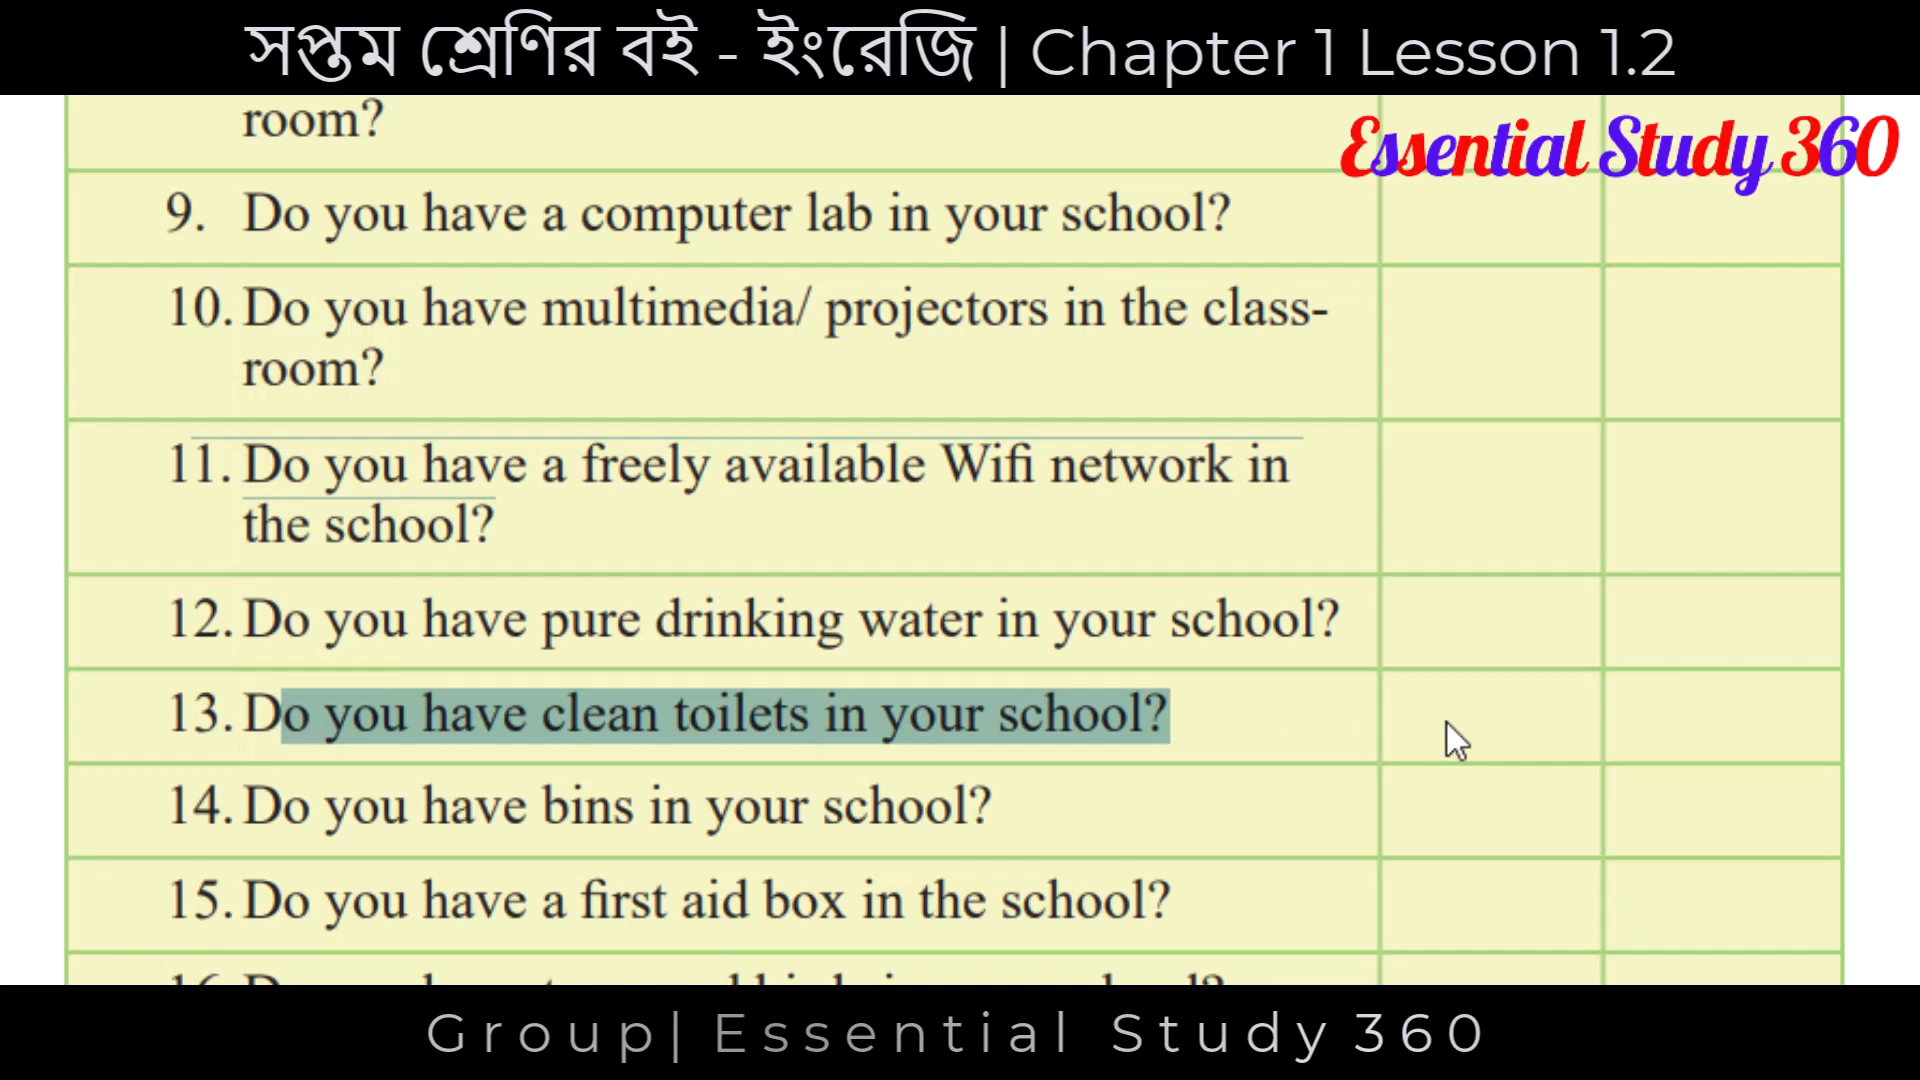 সপ্তম শ্রেণির বই - ইংরেজি | Chapter 1 Lesson 1.2
room?
Essential Study 360
9. Do you have a computer lab in your school?
10. Do you have multimedia/ projectors in the class-
room?
11. Do you have a freely available Wifi network in
the school?
12. Do you have pure drinking water in your school?
13. Do you have clean toilets in your school?
14. Do you have bins in your school?
15. Do you have a first aid box in the school?
Group| Essential Study 360